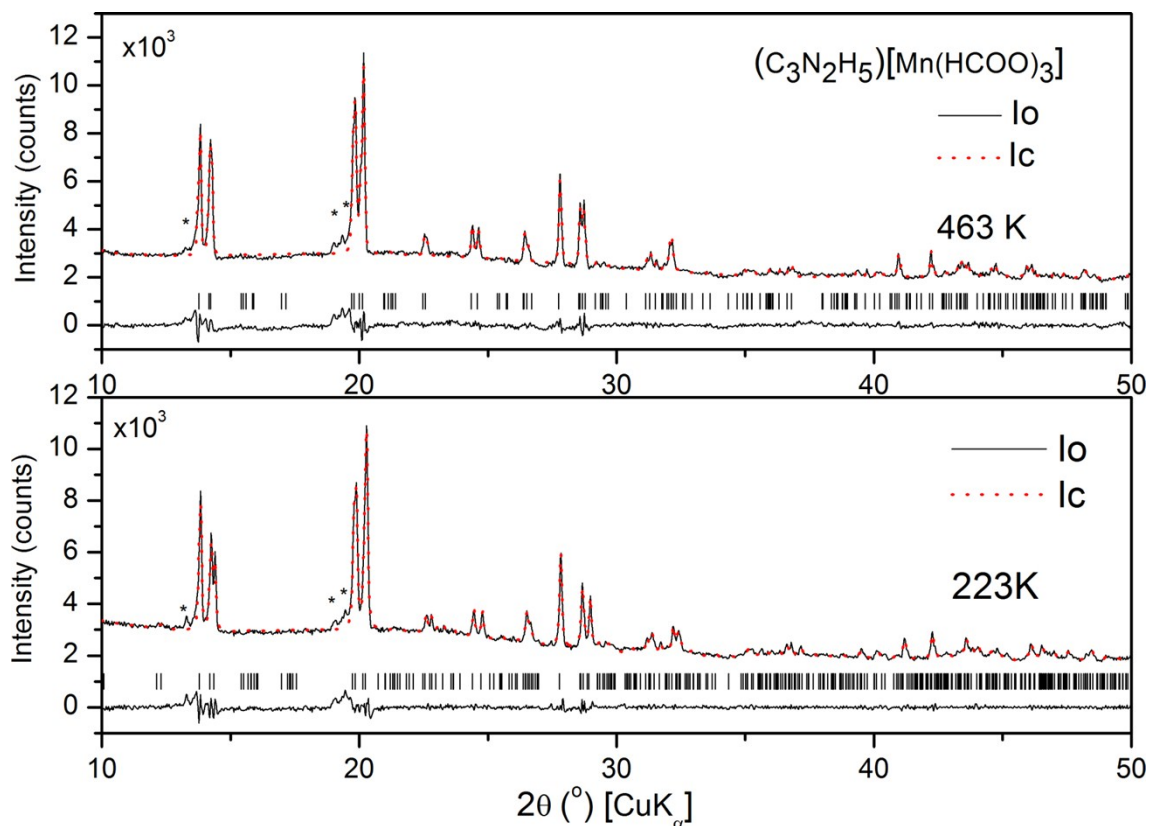 12
x10³
(C₃N₂H₅)[Mn(HCOO)₃]
Io
10
Ic
8
6
463 K
4
2
0
Intensity (counts)
* * *
10 20 30 40 50
12
x10³
Io
10
Ic
8
6
223K
4
2
0
Intensity (counts)
* * *
10 20 30 40 50
2θ (°) [CuKα]